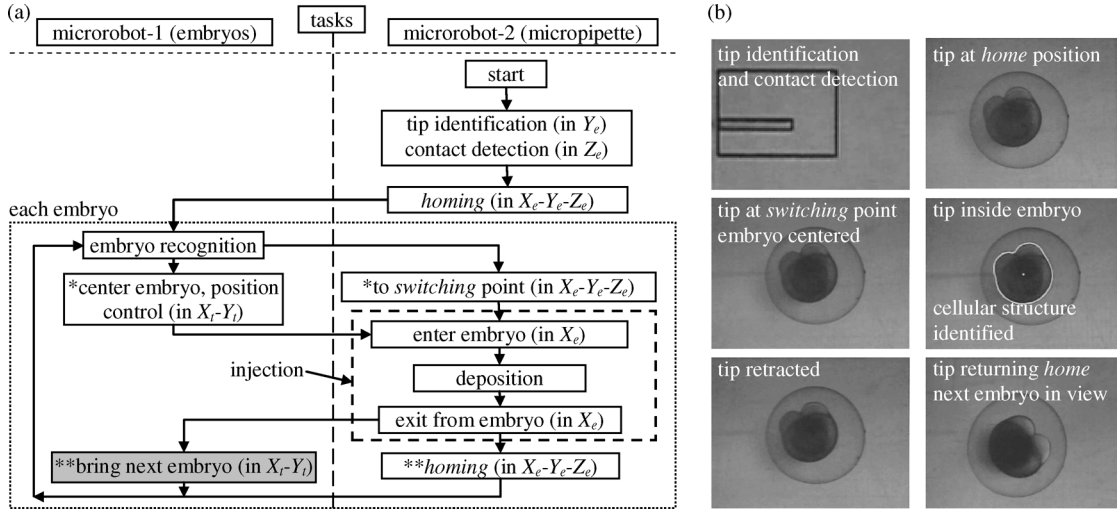 (a)
microrobot-1 (embryos)
tasks
microrobot-2 (micropipette)
start
tip identification (in Yₑ)
contact detection (in Zₑ)
homing (in Xₑ-Yₑ-Zₑ)
each embryo
embryo recognition
*center embryo, position
control (in Xₜ-Yₜ)
*to switching point (in Xₑ-Yₑ-Zₑ)
enter embryo (in Xₑ)
injection
deposition
exit from embryo (in Xₑ)
**bring next embryo (in Xₜ-Yₜ)
**homing (in Xₑ-Yₑ-Zₑ)
(b)
tip identification
and contact detection
tip at home position
tip at switching point
embryo centered
tip inside embryo
cellular structure
identified
tip retracted
tip returning home
next embryo in view